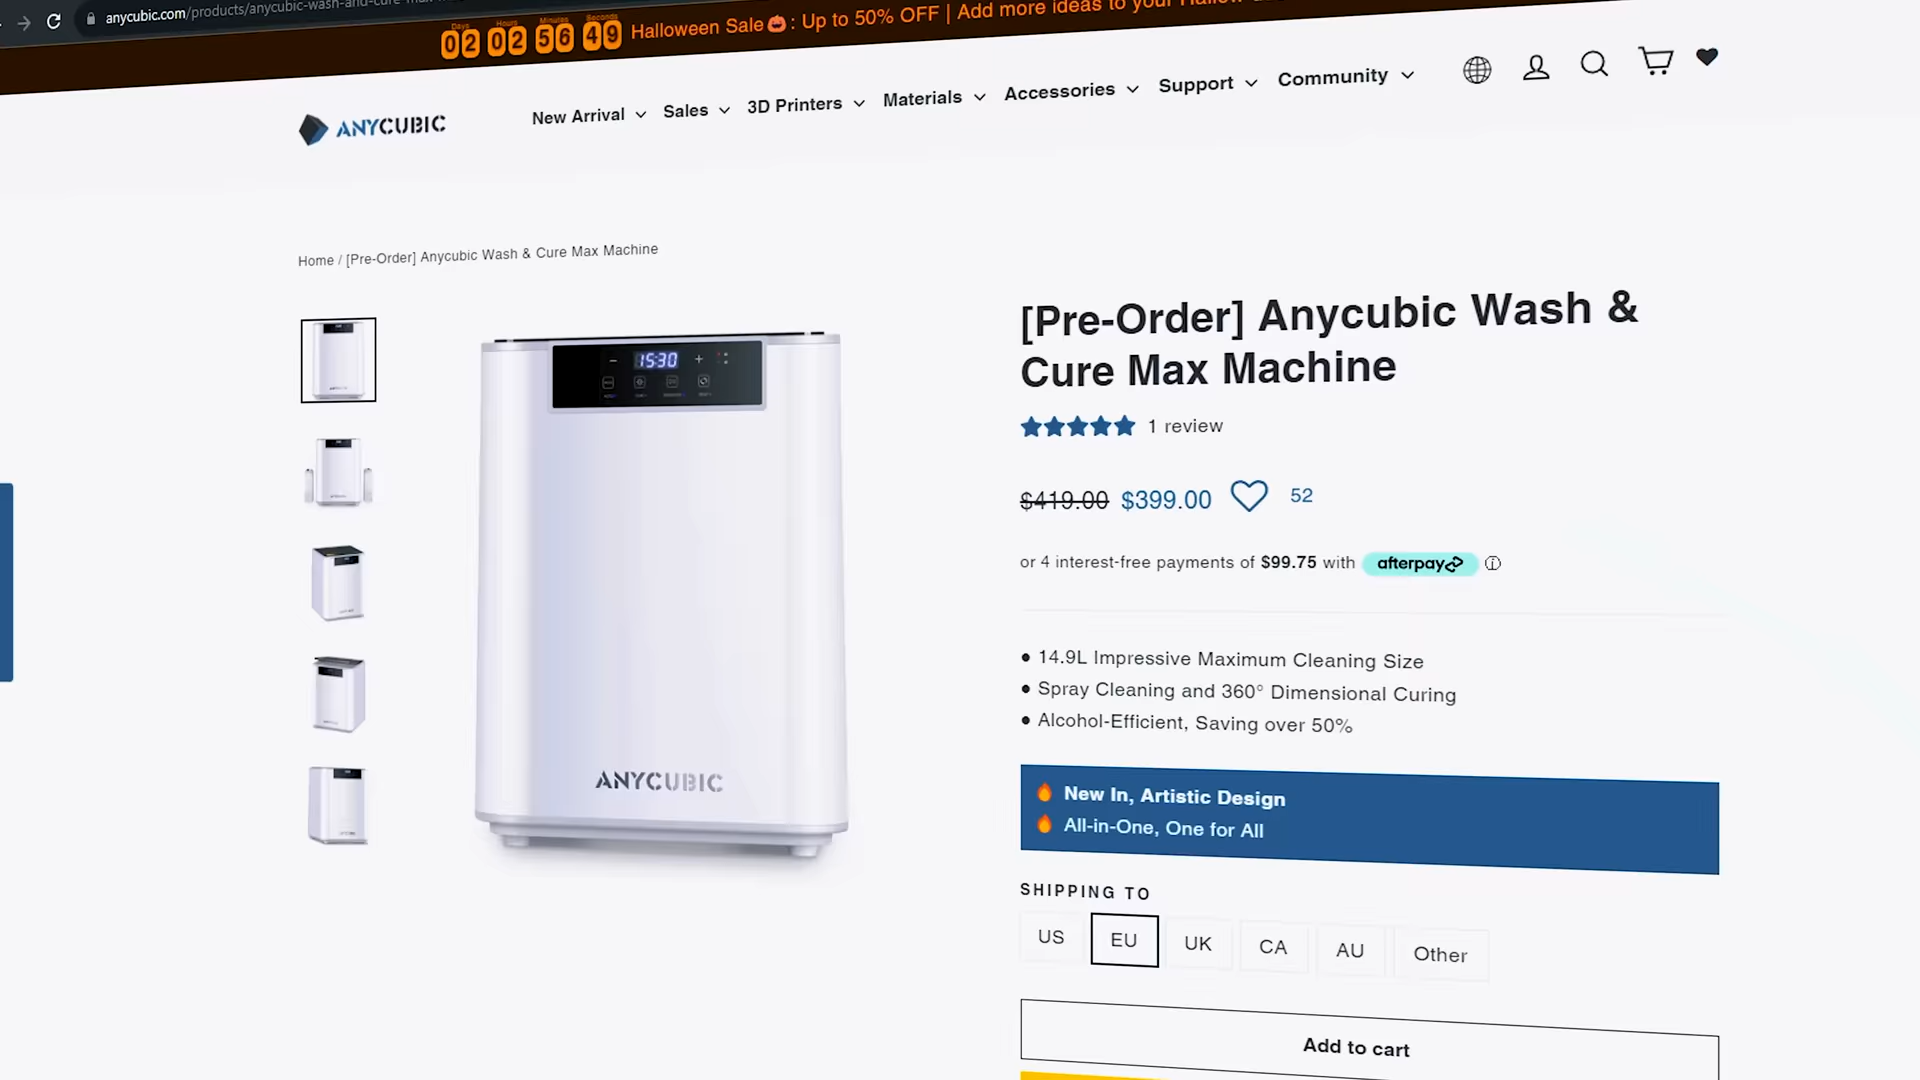 anycubic.com/products/anycubic-wash-and-cure-max-
Days Hours Minutes Seconds
02 02 56 49
Halloween Sale🎃: Up to 50% OFF | Add more ideas to your
ANYCUBIC
New Arrival
Sales
3D Printers
Materials
Accessories
Support
Community
Home / [Pre-Order] Anycubic Wash & Cure Max Machine
15:30
ANYCUBIC
[Pre-Order] Anycubic Wash &
Cure Max Machine
1 review
$419.00 $399.00 52
or 4 interest-free payments of $99.75 with afterpay
• 14.9L Impressive Maximum Cleaning Size
• Spray Cleaning and 360° Dimensional Curing
• Alcohol-Efficient, Saving over 50%
🔥 New In, Artistic Design
🔥 All-in-One, One for All
SHIPPING TO
US EU UK CA AU Other
Add to cart